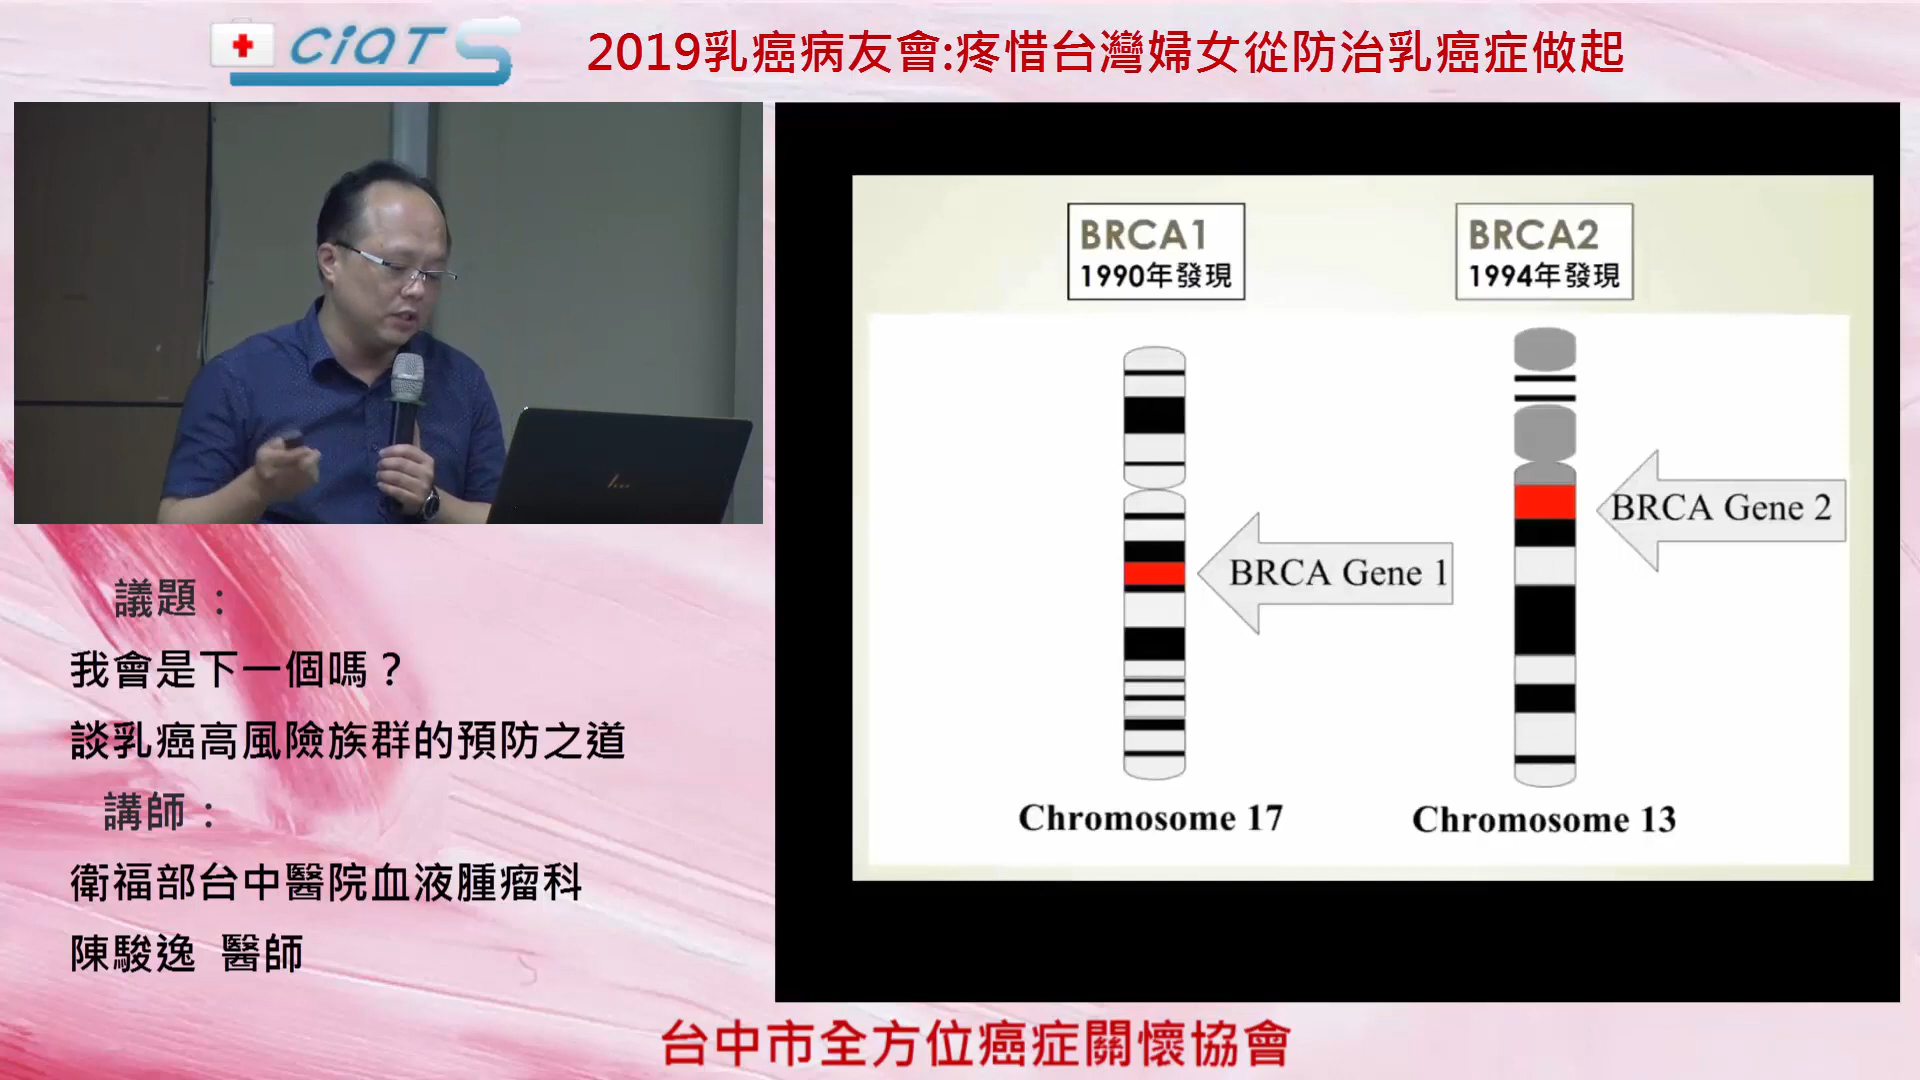 CiQTS
2019乳癌病友會:疼惜台灣婦女從防治乳癌症做起
BRCA1
1990年發現
BRCA2
1994年發現
BRCA Gene 1
BRCA Gene 2
Chromosome 17
Chromosome 13
議題：
我會是下一個嗎？
談乳癌高風險族群的預防之道
講師：
衛福部台中醫院血液腫瘤科
陳駿逸 醫師
台中市全方位癌症關懷協會